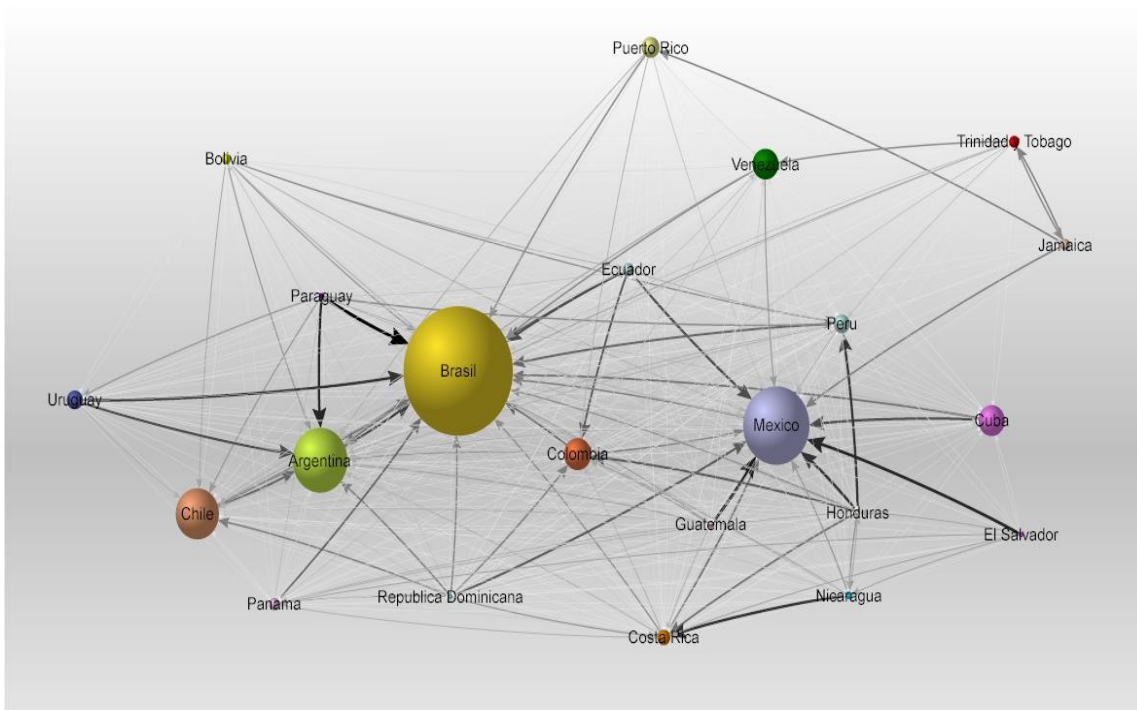 Puerto Rico
Trinidad y Tobago
Bolivia
Venezuela
Jamaica
Ecuador
Paraguay
Peru
Brasil
Uruguay
Cuba
Mexico
Argentina
Colombia
Chile
Honduras
Guatemala
El Salvador
Nicaragua
Republica Dominicana
Panama
Costa Rica